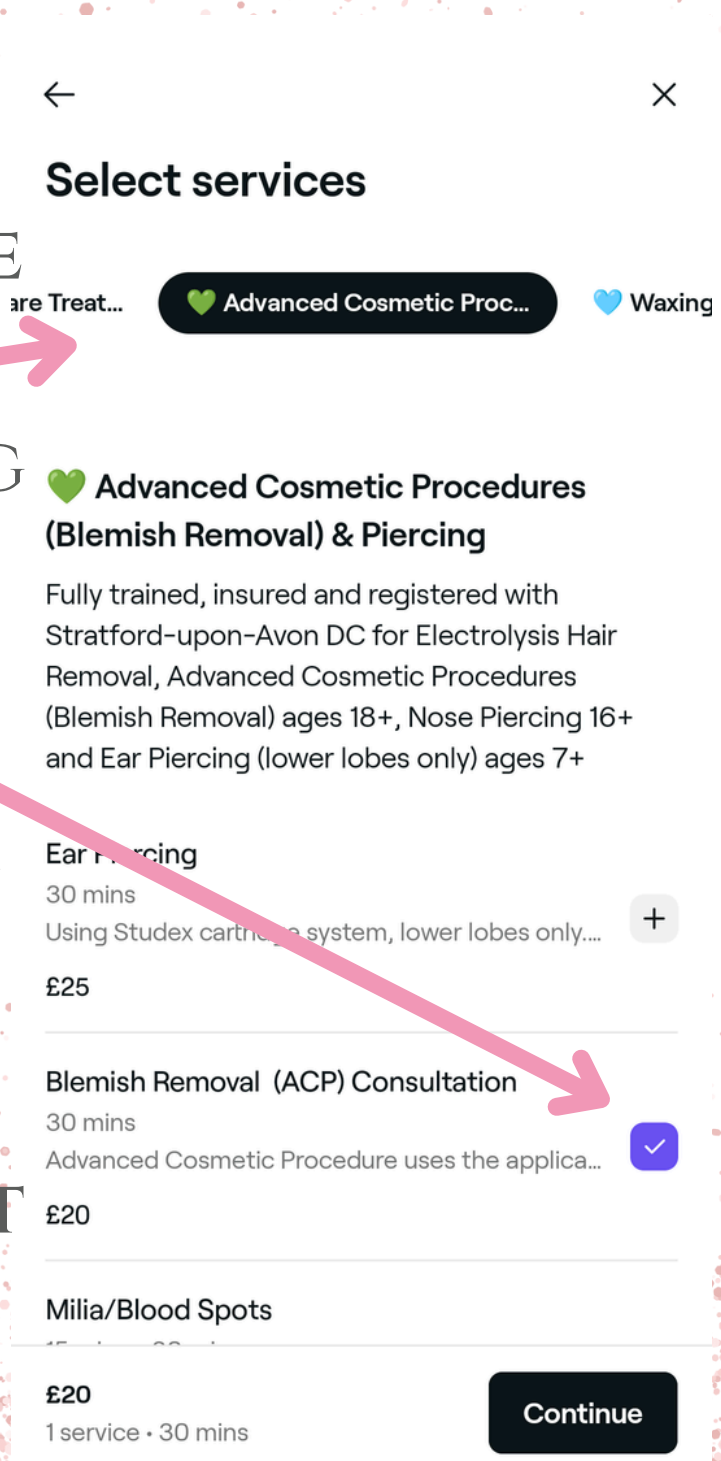 Select services
E
are Treat... 💚 Advanced Cosmetic Proc... 🩵 Waxing
G
💚 Advanced Cosmetic Procedures
(Blemish Removal) & Piercing
Fully trained, insured and registered with
Stratford-upon-Avon DC for Electrolysis Hair
Removal, Advanced Cosmetic Procedures
(Blemish Removal) ages 18+, Nose Piercing 16+
and Ear Piercing (lower lobes only) ages 7+
Ear Piercing
30 mins
Using Studex cartridge system, lower lobes only....
£25
Blemish Removal (ACP) Consultation
30 mins
Advanced Cosmetic Procedure uses the applica...
T
£20
Milia/Blood Spots
£20
1 service • 30 mins
Continue